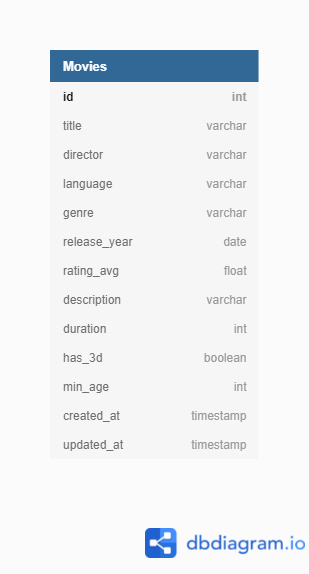 Movies
id int
title varchar
director varchar
language varchar
genre varchar
release_year date
rating_avg float
description varchar
duration int
has_3d boolean
min_age int
created_at timestamp
updated_at timestamp
dbdiagram.io